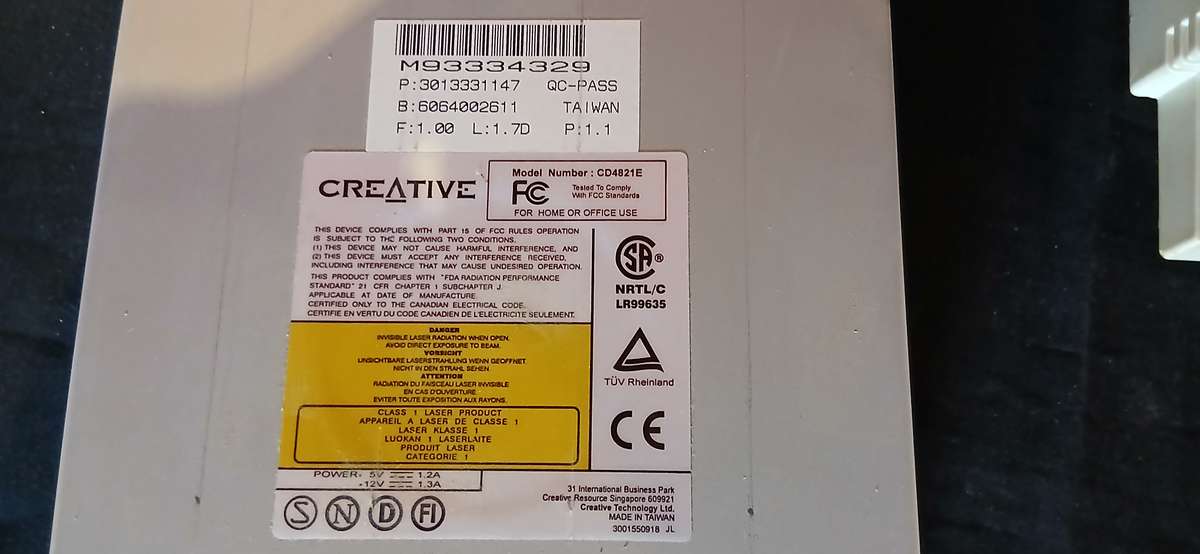 M93334329
P:3013331147 QC-PASS
B:6064002611 TAIWAN
F:1.00 L:1.7D P:1.1
CREATIVE
Model Number : CD4821E
FC Tested To Comply
With FCC Standards
FOR HOME OR OFFICE USE
THIS DEVICE COMPLIES WITH PART 15 OF FCC RULES OPERATION
IS SUBJECT TO THE FOLLOWING TWO CONDITIONS.
(1) THIS DEVICE MAY NOT CAUSE HARMFUL INTERFERENCE, AND
(2) THIS DEVICE MUST ACCEPT ANY INTERFERENCE RECEIVED,
INCLUDING INTERFERENCE THAT MAY CAUSE UNDESIRED OPERATION.
THIS PRODUCT COMPLIES WITH "FDA RADIATION PERFORMANCE
STANDARD" 21 CFR CHAPTER 1 SUBCHAPTER J.
APPLICABLE AT DATE OF MANUFACTURE
CERTIFIED ONLY TO THE CANADIAN ELECTRICAL CODE.
CERTIFIE EN VERTU DU CODE CANADIEN DE L'ELECTRICITE SEULEMENT.
SA®
NRTL/C
LR99635
TÜV Rheinland
CE
DANGER
INVISIBLE LASER RADIATION WHEN OPEN.
AVOID DIRECT EXPOSURE TO BEAM.
VORSICHT
UNSICHTBARE LASERSTRAHLUNG WENN GEOFFNET
NICHT IN DEN STRAHL SEHEN
ATTENTION
RADIATION DU FAISCEAU LASER INVISIBLE
EN CAS D'OUVERTURE.
EVITER TOUTE EXPOSITION AUX RAYONS.
CLASS 1 LASER PRODUCT
APPAREIL A LASER DE CLASSE 1
LASER KLASSE 1
LUOKAN 1 LASERLAITE
PRODUIT LASER
CATEGORIE 1
POWER: 5V 1.2A
12V 1.3A
S N D FI
31 International Business Park
Creative Resource Singapore 609921
Creative Technology Ltd.
MADE IN TAIWAN
3001550918 JL